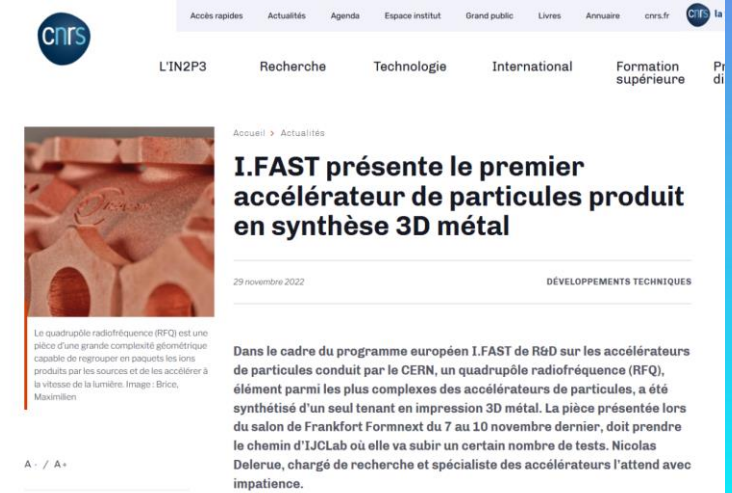 Accès rapides Actualités Agenda Espace institut Grand public Livres Annuaire cnrs.fr cnrs la
cnrs
L'IN2P3 Recherche Technologie International Formation
supérieure
Accueil > Actualités
I.FAST présente le premier
accélérateur de particules produit
en synthèse 3D métal
29 novembre 2022 DÉVELOPPEMENTS TECHNIQUES
Le quadrupôle radiofréquence (RFQ) est une
pièce d'une grande complexité géométrique
capable de regrouper en paquets les ions
produits par les sources et de les accélérer à
la vitesse de la lumière. Image : Brice,
Maximilien
Dans le cadre du programme européen I.FAST de R&D sur les accélérateurs
de particules conduit par le CERN, un quadrupôle radiofréquence (RFQ),
élément parmi les plus complexes des accélérateurs de particules, a été
synthétisé d'un seul tenant en impression 3D métal. La pièce présentée lors
du salon de Frankfort Formnext du 7 au 10 novembre dernier, doit prendre
le chemin d'IJCLab où elle va subir un certain nombre de tests. Nicolas
Delerue, chargé de recherche et spécialiste des accélérateurs l'attend avec
impatience.
A - / A+